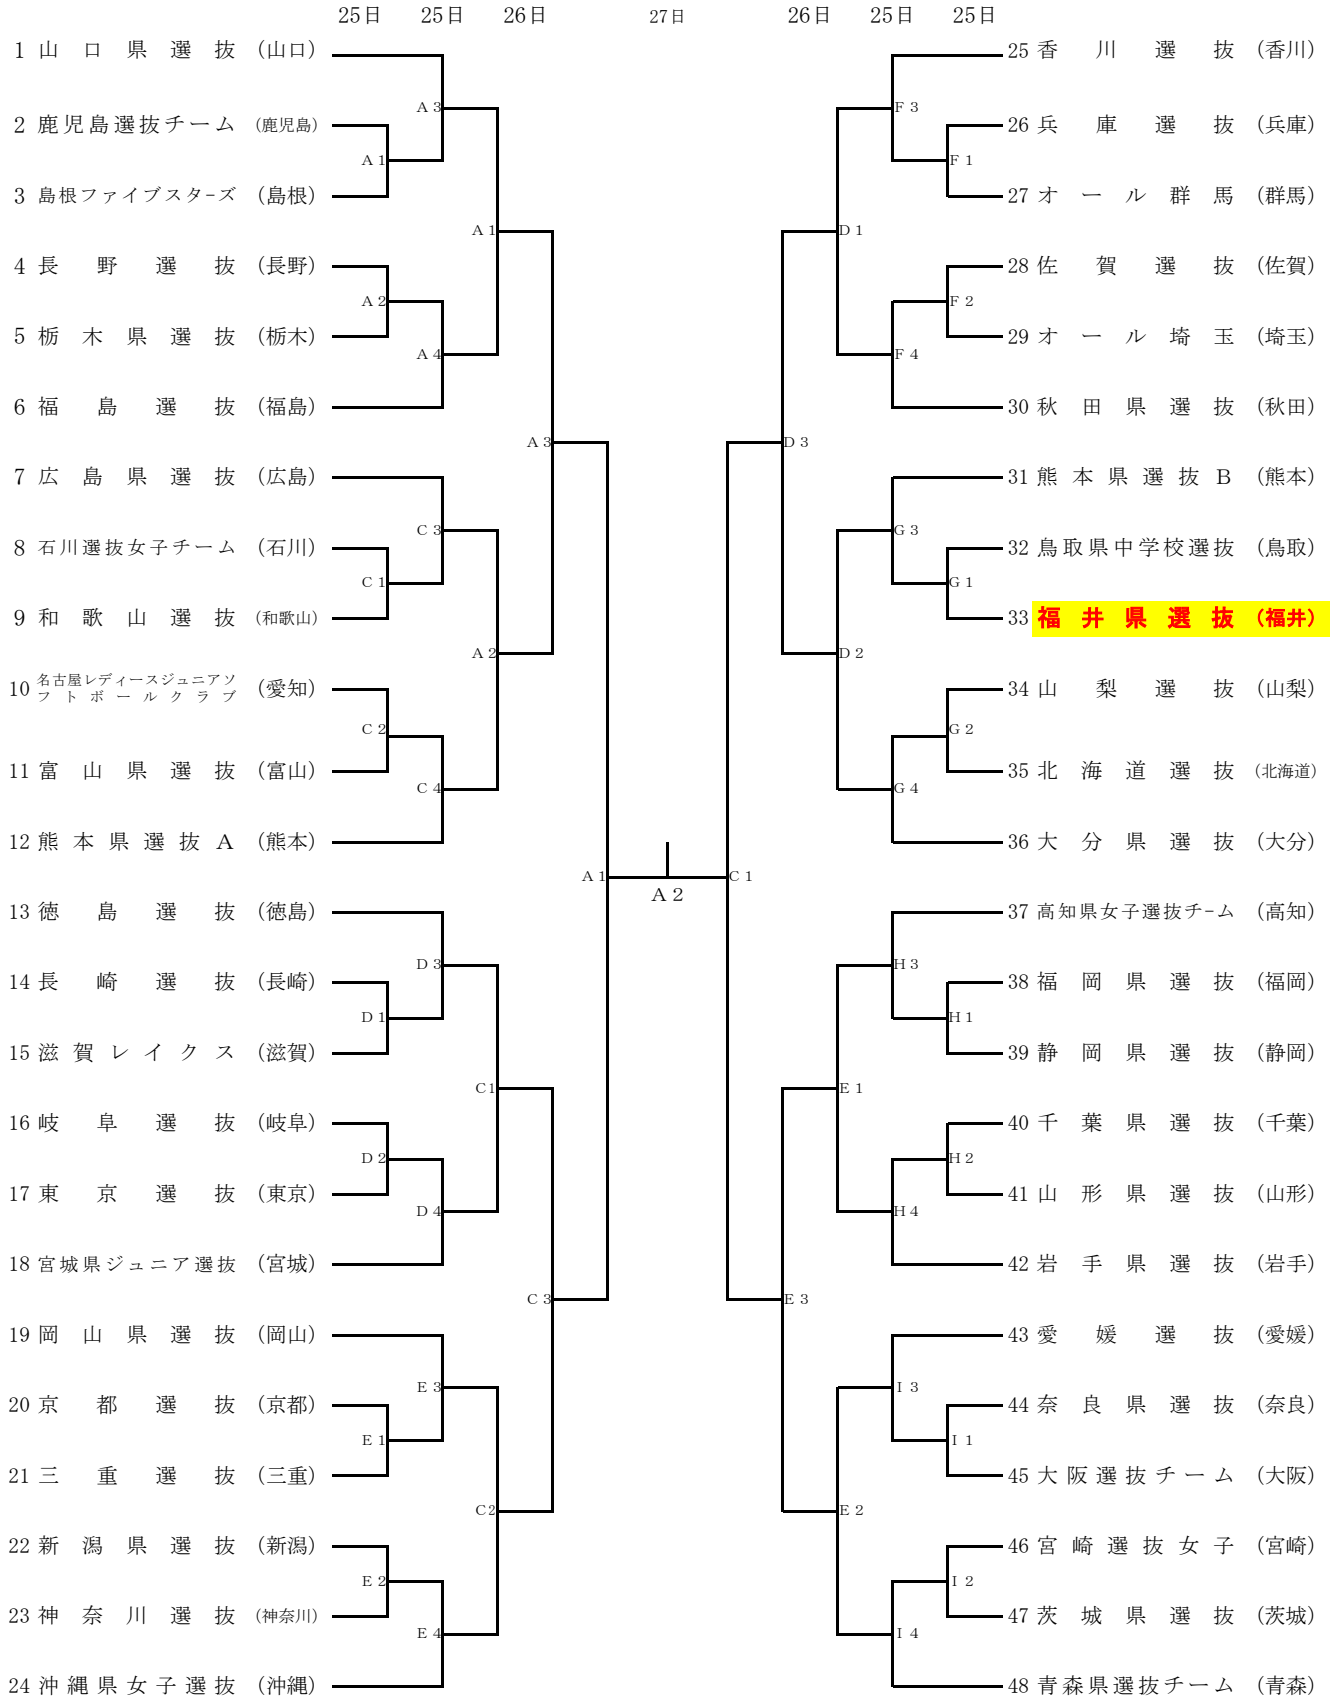 25日 25日 26日 27日 26日 25日 25日
1 山口県選抜 (山口)
A3
2 鹿児島選抜チーム (鹿児島)
A1
3 島根ファイブスターズ (島根)
A1
4 長野選抜 (長野)
A2
5 栃木県選抜 (栃木)
A4
6 福島選抜 (福島)
A3
7 広島県選抜 (広島)
C3
8 石川選抜女子チーム (石川)
C1
9 和歌山選抜 (和歌山)
A2
10 名古屋レディースジュニアソ
フトボールクラブ (愛知)
C2
11 富山県選抜 (富山)
C4
12 熊本県選抜A (熊本)
A1
A2
13 徳島選抜 (徳島)
D3
14 長崎選抜 (長崎)
D1
15 滋賀レイクス (滋賀)
C1
16 岐阜選抜 (岐阜)
D2
17 東京選抜 (東京)
D4
18 宮城県ジュニア選抜 (宮城)
C3
19 岡山県選抜 (岡山)
E3
20 京都選抜 (京都)
E1
21 三重選抜 (三重)
C2
22 新潟県選抜 (新潟)
E2
23 神奈川選抜 (神奈川)
E4
24 沖縄県女子選抜 (沖縄)
25 香川選抜 (香川)
F3
26 兵庫選抜 (兵庫)
F1
27 オール群馬 (群馬)
D1
28 佐賀選抜 (佐賀)
F2
29 オール埼玉 (埼玉)
F4
30 秋田県選抜 (秋田)
D3
31 熊本県選抜B (熊本)
G3
32 鳥取県中学校選抜 (鳥取)
G1
33 福井県選抜 (福井)
D2
34 山梨選抜 (山梨)
G2
35 北海道選抜 (北海道)
G4
36 大分県選抜 (大分)
C1
37 高知県女子選抜チーム (高知)
H3
38 福岡県選抜 (福岡)
H1
39 静岡県選抜 (静岡)
E1
40 千葉県選抜 (千葉)
H2
41 山形県選抜 (山形)
H4
42 岩手県選抜 (岩手)
E3
43 愛媛選抜 (愛媛)
I3
44 奈良県選抜 (奈良)
I1
45 大阪選抜チーム (大阪)
E2
46 宮崎選抜女子 (宮崎)
I2
47 茨城県選抜 (茨城)
I4
48 青森県選抜チーム (青森)